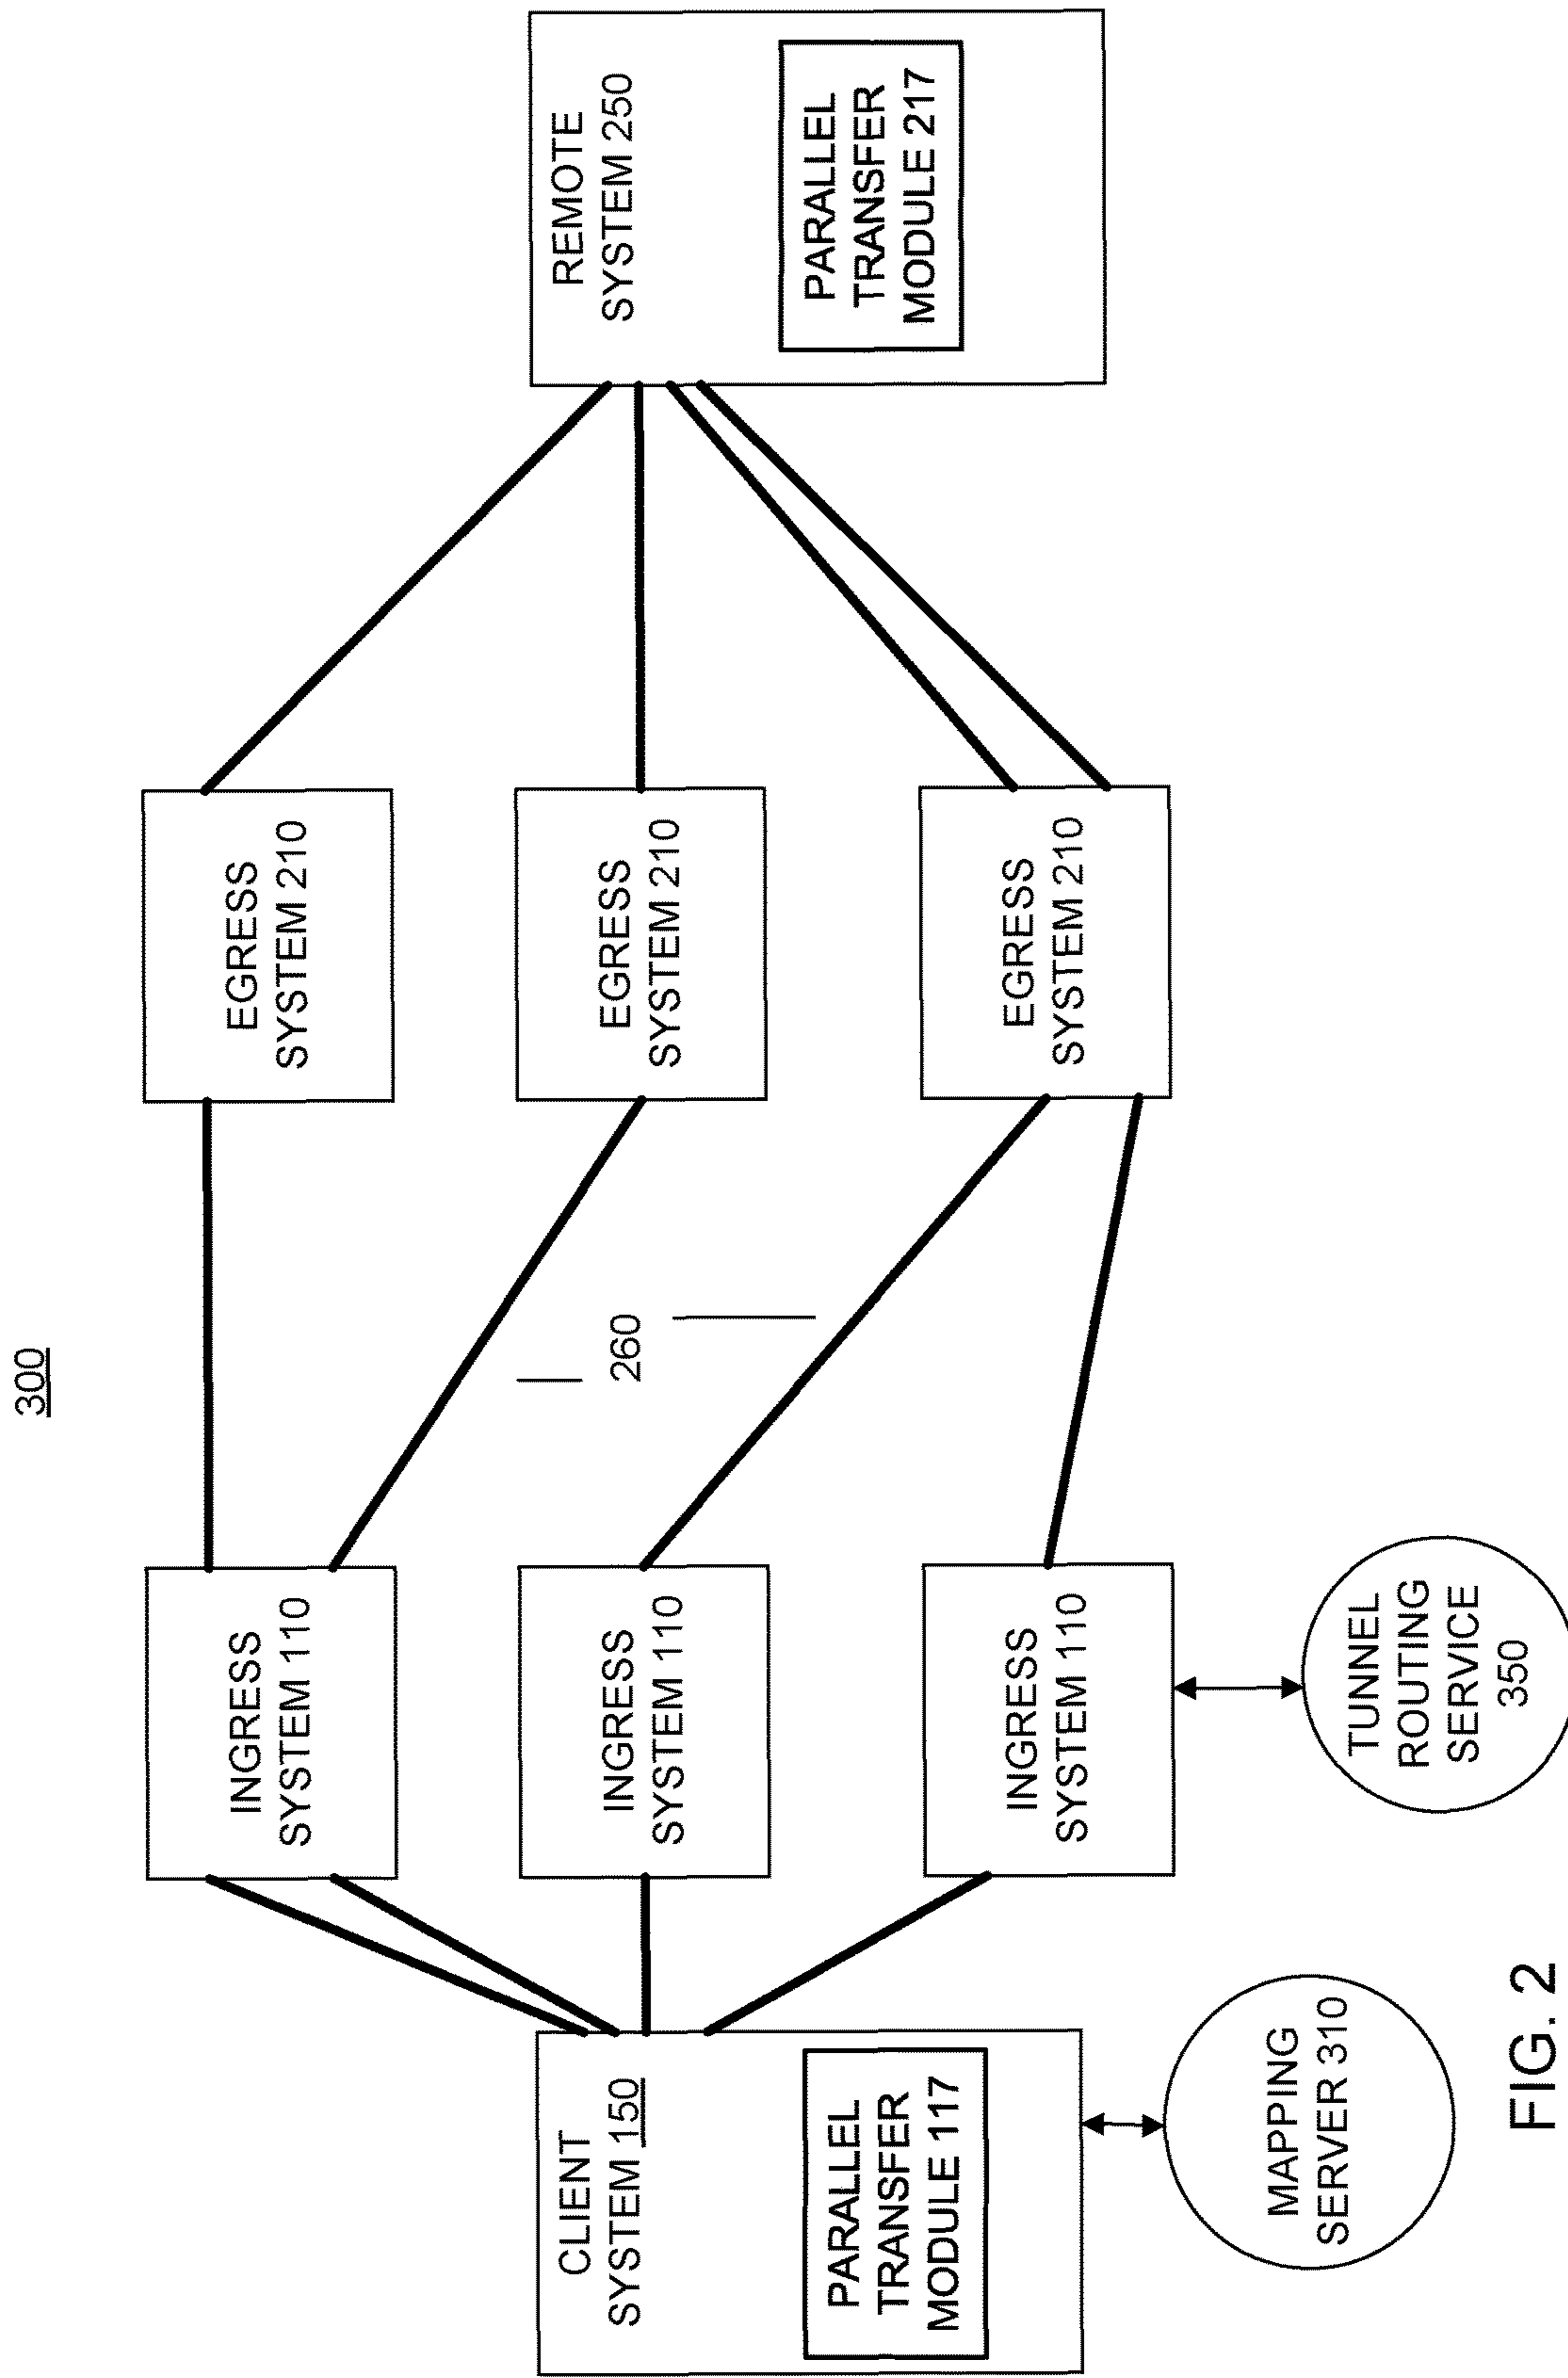 300
CLIENT
SYSTEM 150
PARALLEL
TRANSFER
MODULE 117
MAPPING
SERVER 310
INGRESS
SYSTEM 110
INGRESS
SYSTEM 110
INGRESS
SYSTEM 110
TUNNEL
ROUTING
SERVICE
350
260
EGRESS
SYSTEM 210
EGRESS
SYSTEM 210
EGRESS
SYSTEM 210
REMOTE
SYSTEM 250
PARALLEL
TRANSFER
MODULE 217
FIG. 2